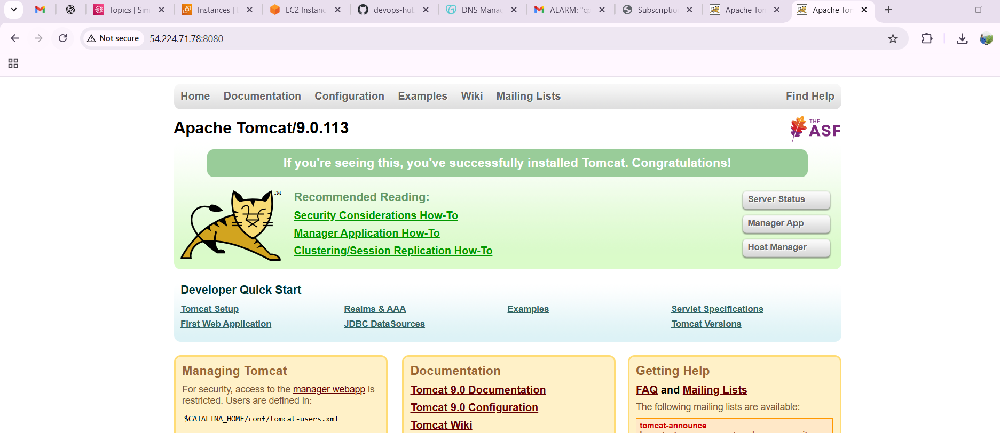 Topics | Sim
Instances |
EC2 Instanc
devops-hub
DNS Manag
ALARM: "cp
Subscriptio
Apache Tom
Apache Tom
Not secure
54.224.71.78:8080
Home Documentation Configuration Examples Wiki Mailing Lists Find Help
Apache Tomcat/9.0.113
THE
ASF
If you're seeing this, you've successfully installed Tomcat. Congratulations!
TM
Recommended Reading:
Security Considerations How-To
Manager Application How-To
Clustering/Session Replication How-To
Server Status
Manager App
Host Manager
Developer Quick Start
Tomcat Setup
First Web Application
Realms & AAA
JDBC DataSources
Examples
Servlet Specifications
Tomcat Versions
Managing Tomcat
For security, access to the manager webapp is
restricted. Users are defined in:
$CATALINA_HOME/conf/tomcat-users.xml
Documentation
Tomcat 9.0 Documentation
Tomcat 9.0 Configuration
Tomcat Wiki
Getting Help
FAQ and Mailing Lists
The following mailing lists are available:
tomcat-announce